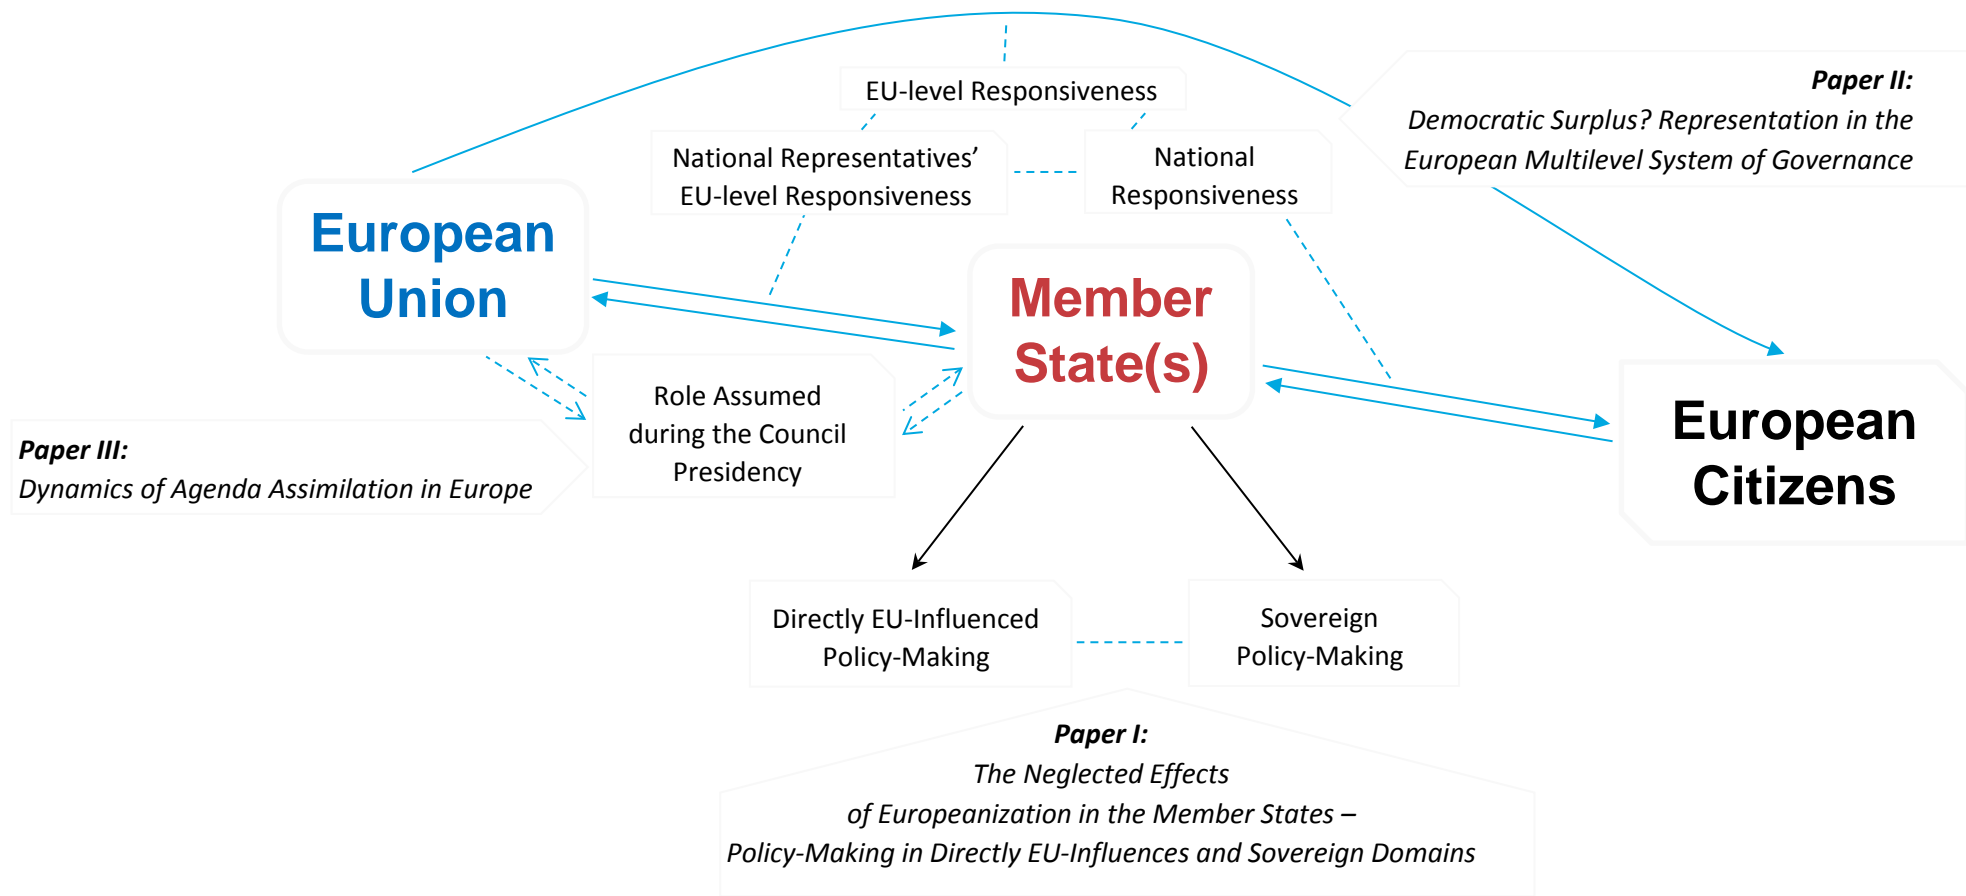 EU-level Responsiveness
Paper II:
Democratic Surplus? Representation in the
European Multilevel System of Governance
National Representatives’
EU-level Responsiveness
National
Responsiveness
European
Union
Member
State(s)
European
Citizens
Role Assumed
during the Council
Presidency
Paper III:
Dynamics of Agenda Assimilation in Europe
Directly EU-Influenced
Policy-Making
Sovereign
Policy-Making
Paper I:
The Neglected Effects
of Europeanization in the Member States –
Policy-Making in Directly EU-Influences and Sovereign Domains